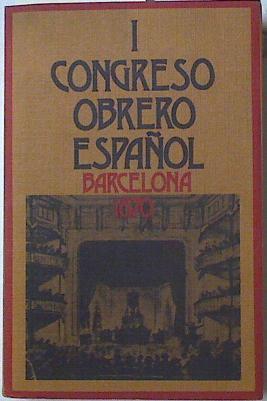 I
CONGRESO
OBRERO
ESPAÑOL
BARCELONA
1870